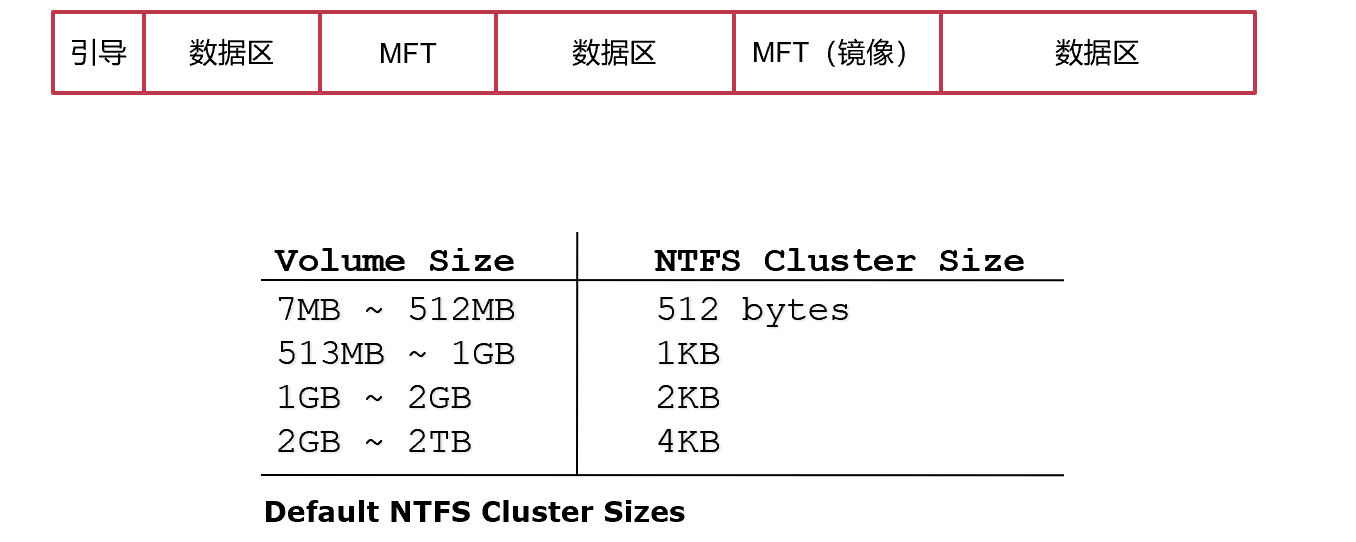 引导 数据区 MFT 数据区 MFT（镜像） 数据区
Volume Size NTFS Cluster Size
7MB ~ 512MB 512 bytes
513MB ~ 1GB 1KB
1GB ~ 2GB 2KB
2GB ~ 2TB 4KB
Default NTFS Cluster Sizes